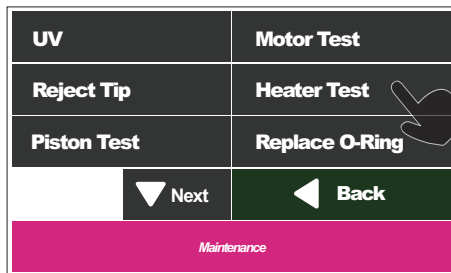 UV
Motor Test
Reject Tip
Heater Test
Piston Test
Replace O-Ring
Next
Back
Maintenance